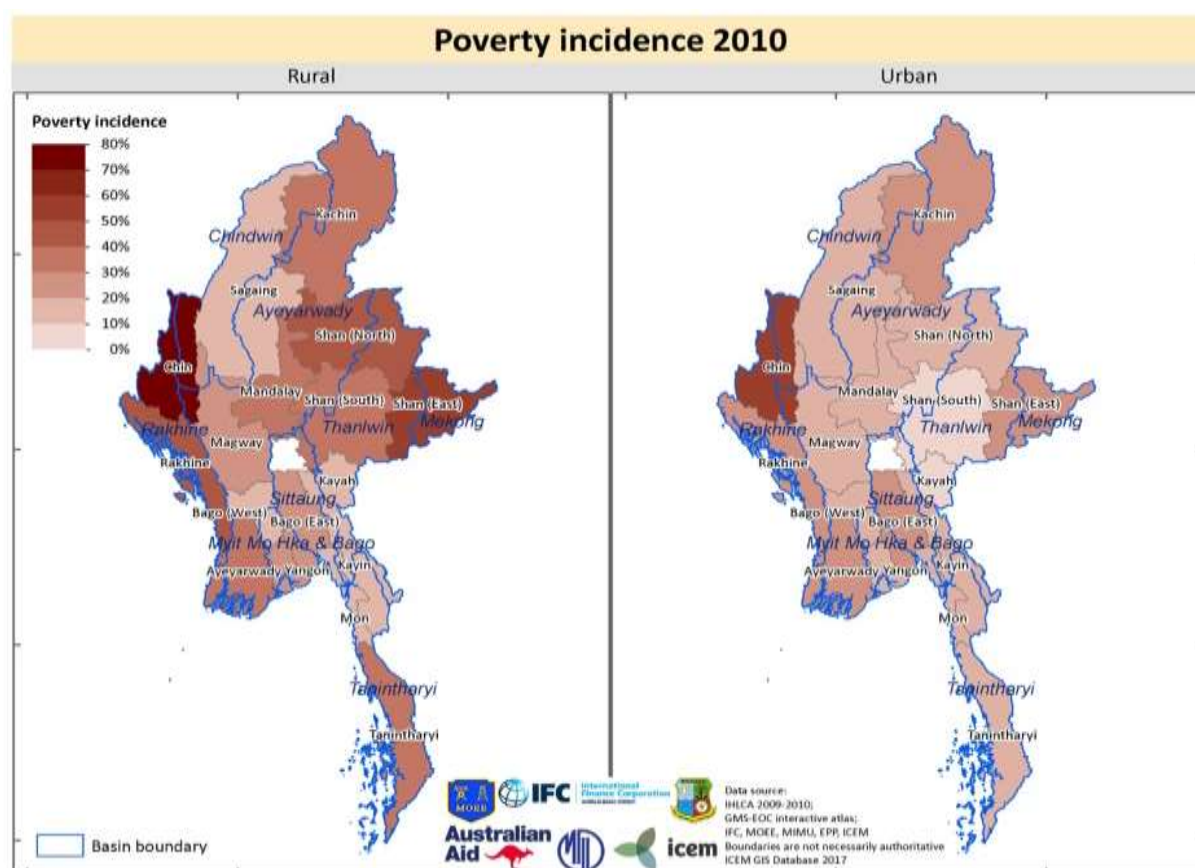 Poverty incidence 2010
Rural
Urban
Poverty incidence
80%
70%
60%
50%
40%
30%
20%
10%
0%
Kachin
Chindwin
Sagaing
Ayeyarwady
Shan (North)
Chin
Mandalay
Shan (South)
Shan (East)
Mekong
Rakhine
Thanlwin
Magway
Rakhine
Kayah
Sittaung
Bago (West)
Bago (East)
Myit Mo Hka & Bago
Ayeyarwady
Yangon
Kayin
Mon
Tanintharyi
Tanintharyi
Basin boundary
Kachin
Chindwin
Sagaing
Ayeyarwady
Shan (North)
Chin
Mandalay
Shan (South)
Shan (East)
Mekong
Rakhine
Thanlwin
Magway
Rakhine
Kayah
Sittaung
Bago (West)
Bago (East)
Myit Mo Hka & Bago
Ayeyarwady
Yangon
Kayin
Mon
Tanintharyi
Tanintharyi
MOEE
IFC
International
Finance Corporation
Australian
Aid
icem
Data source:
IHLCA 2009-2010;
GMS-EOC interactive atlas;
IFC, MOEE, MIMU, EPP, ICEM
Boundaries are not necessarily authoritative
ICEM GIS Database 2017